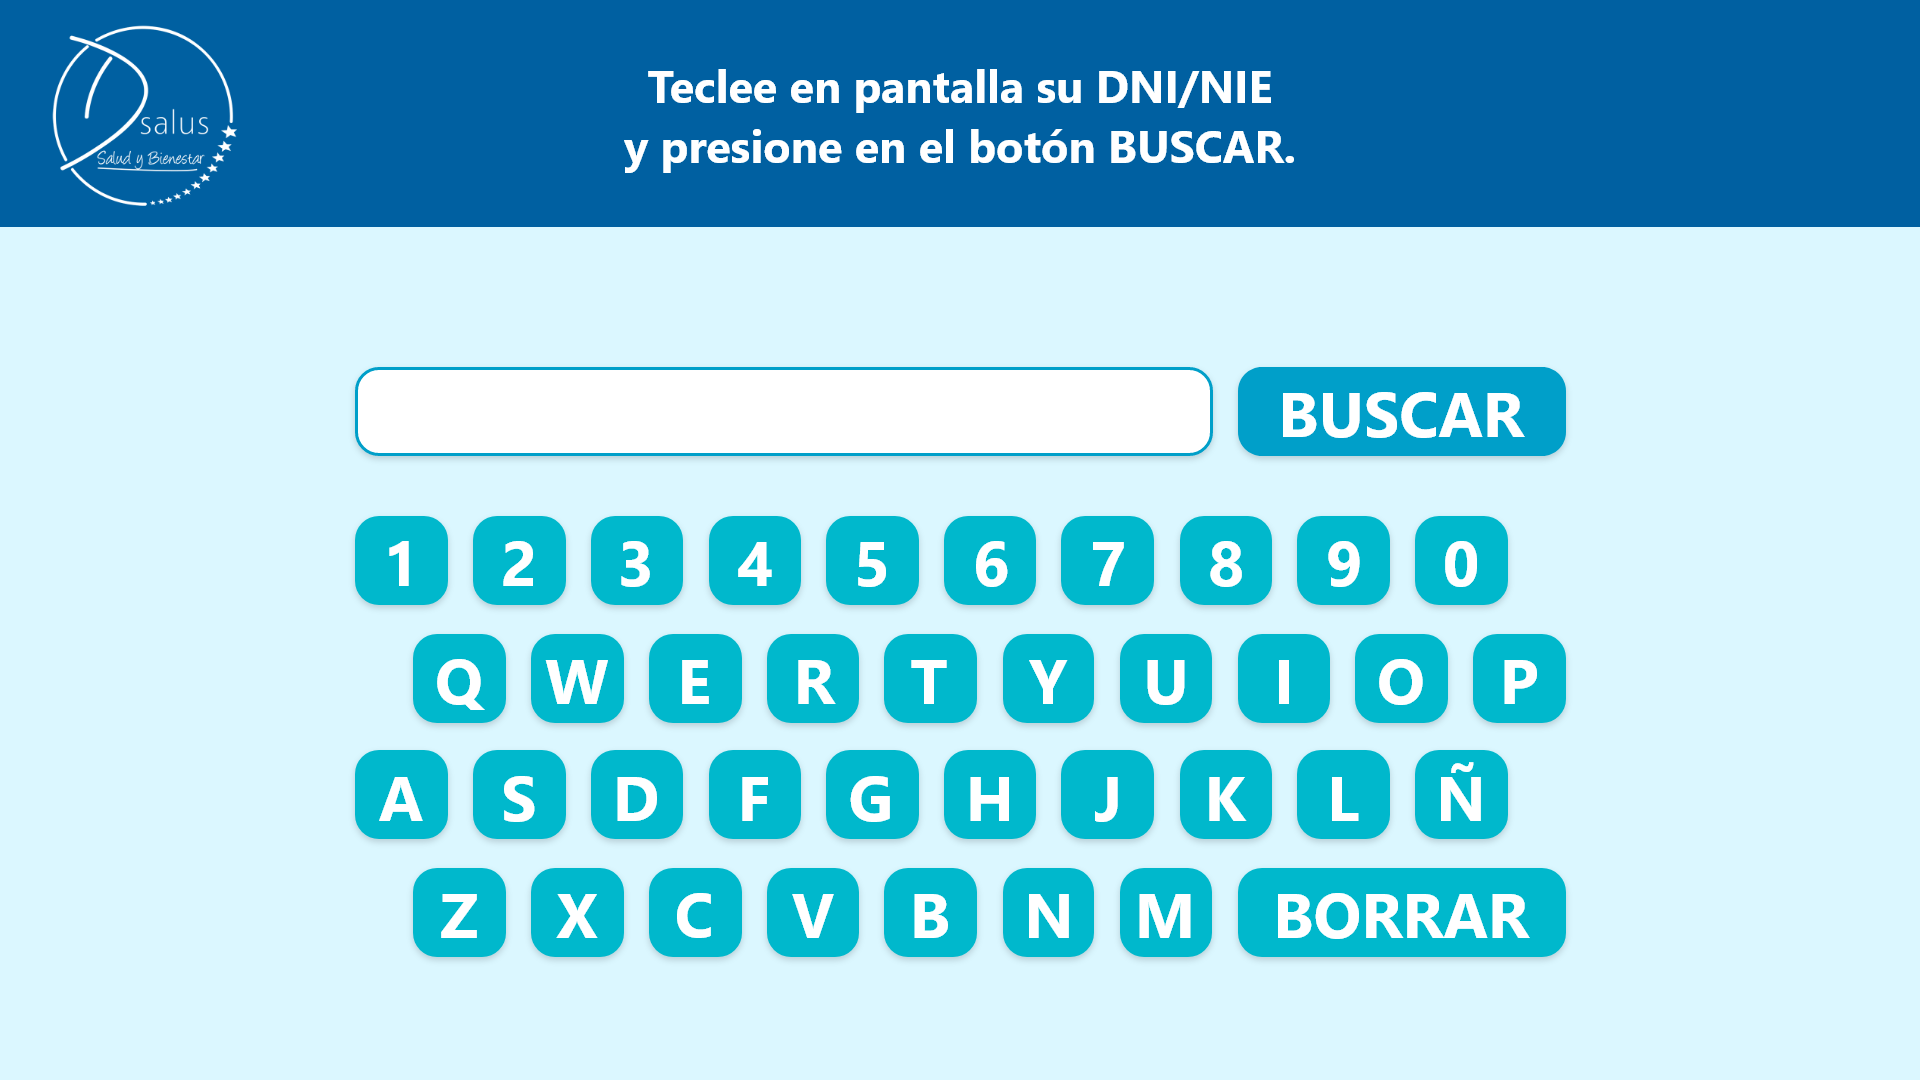 salus
Salud y Bienestar
Teclee en pantalla su DNI/NIE
y presione en el botón BUSCAR.
BUSCAR
1 2 3 4 5 6 7 8 9 0
Q W E R T Y U I O P
A S D F G H J K L Ñ
Z X C V B N M BORRAR